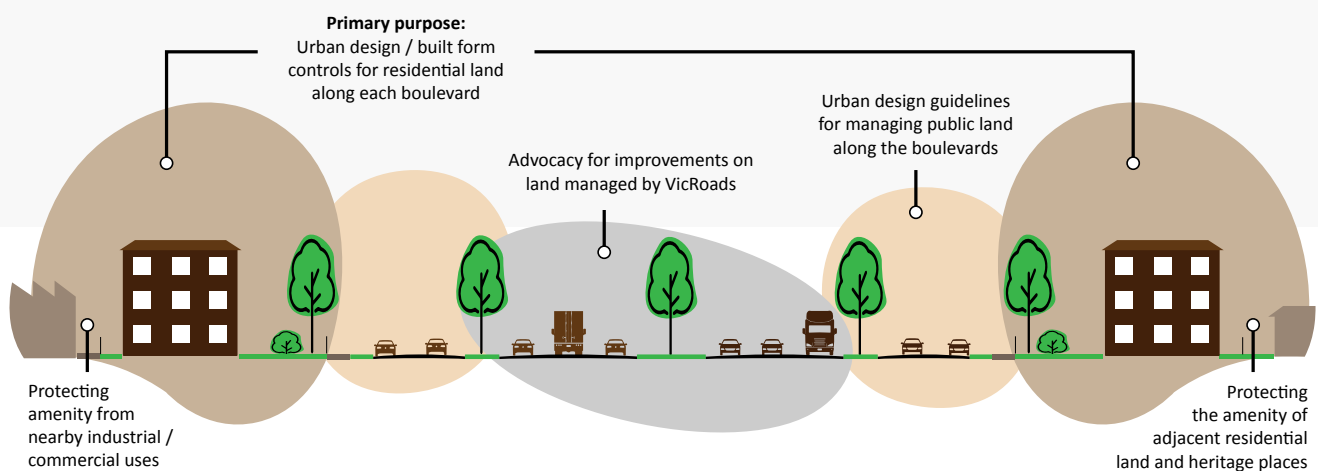 Primary purpose:
Urban design / built form
controls for residential land
along each boulevard
Urban design guidelines
for managing public land
along the boulevards
Advocacy for improvements on
land managed by VicRoads
Protecting
amenity from
nearby industrial /
commercial uses
Protecting
the amenity of
adjacent residential
land and heritage places